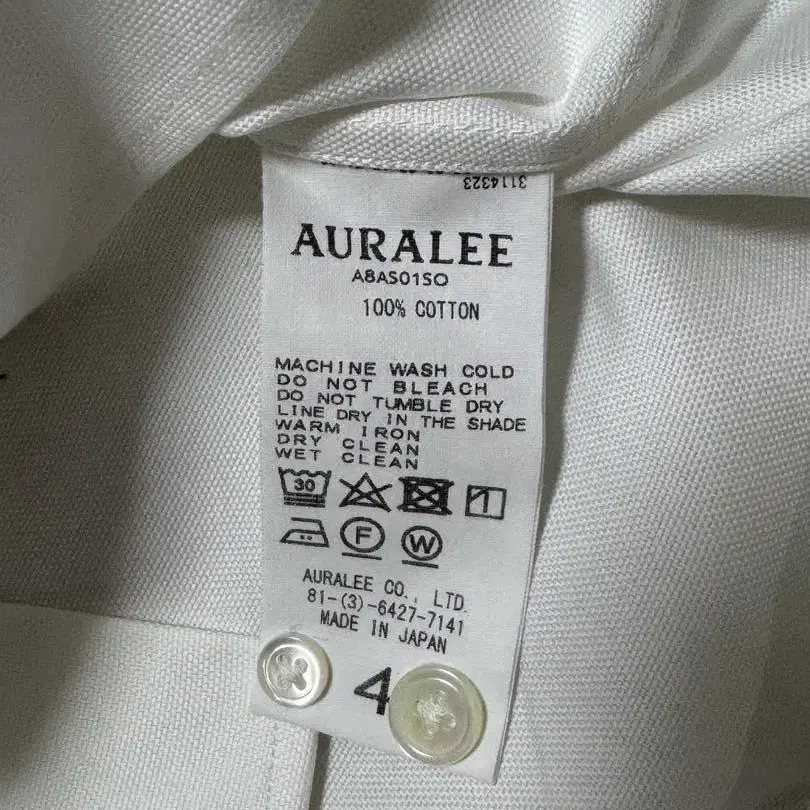 3114323
AURALEE
A8AS01SO
100% COTTON
MACHINE WASH COLD
DO NOT BLEACH
DO NOT TUMBLE DRY
LINE DRY IN THE SHADE
WARM IRON
DRY CLEAN
WET CLEAN
30
F
W
AURALEE CO., LTD.
81-(3)-6427-7141
MADE IN JAPAN
4